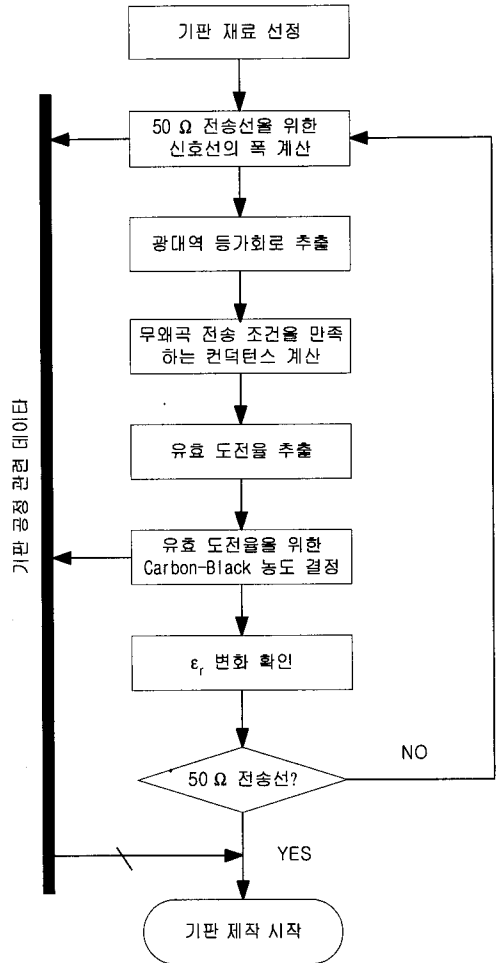 기판 재료 선정
50 Ω 전송선을 위한
신호선의 폭 계산
광대역 등가회로 추출
무왜곡 전송 조건을 만족
하는 컨덕턴스 계산
유효 도전율 추출
기판 공정 관련 데이타
유효 도전율을 위한
Carbon-Black 농도 결정
εr 변화 확인
50 Ω 전송선?
NO
YES
기판 제작 시작